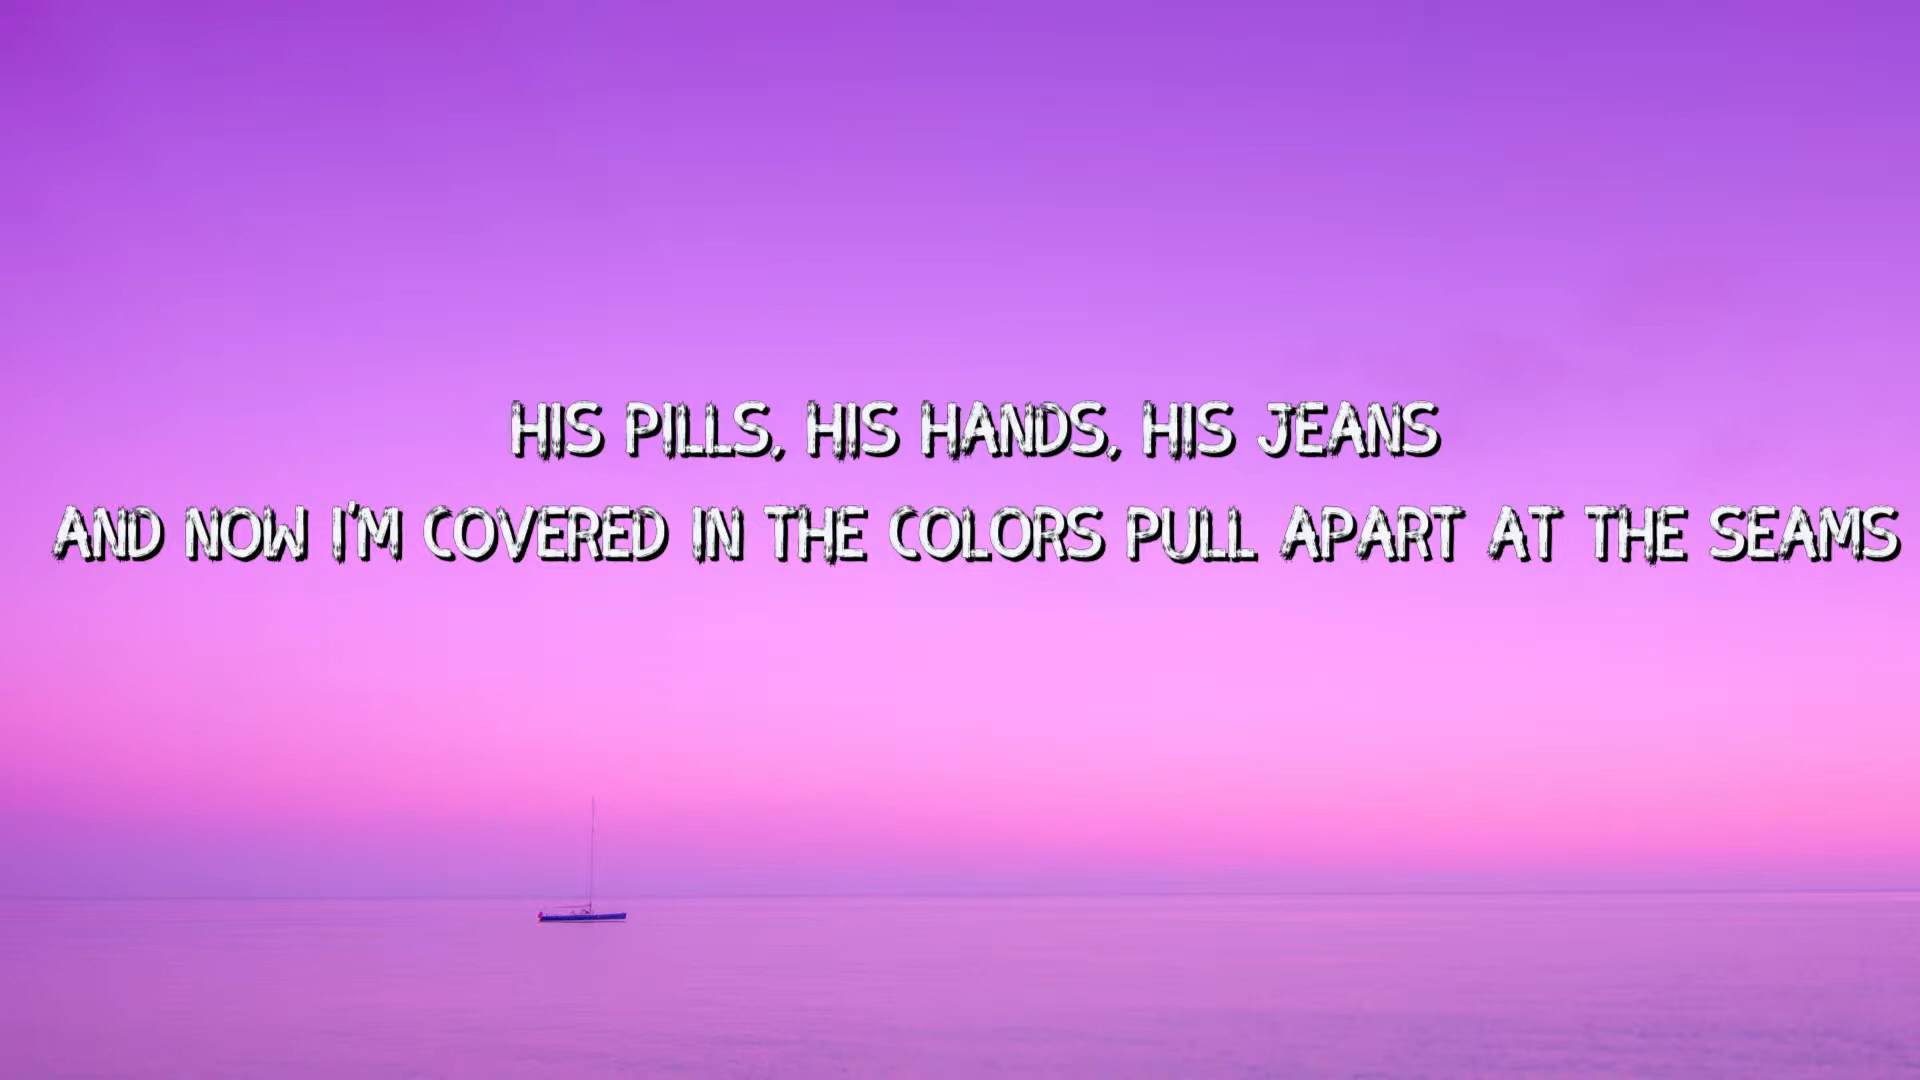 HIS PILLS, HIS HANDS, HIS JEANS
AND NOW I'M COVERED IN THE COLORS PULL APART AT THE SEAMS